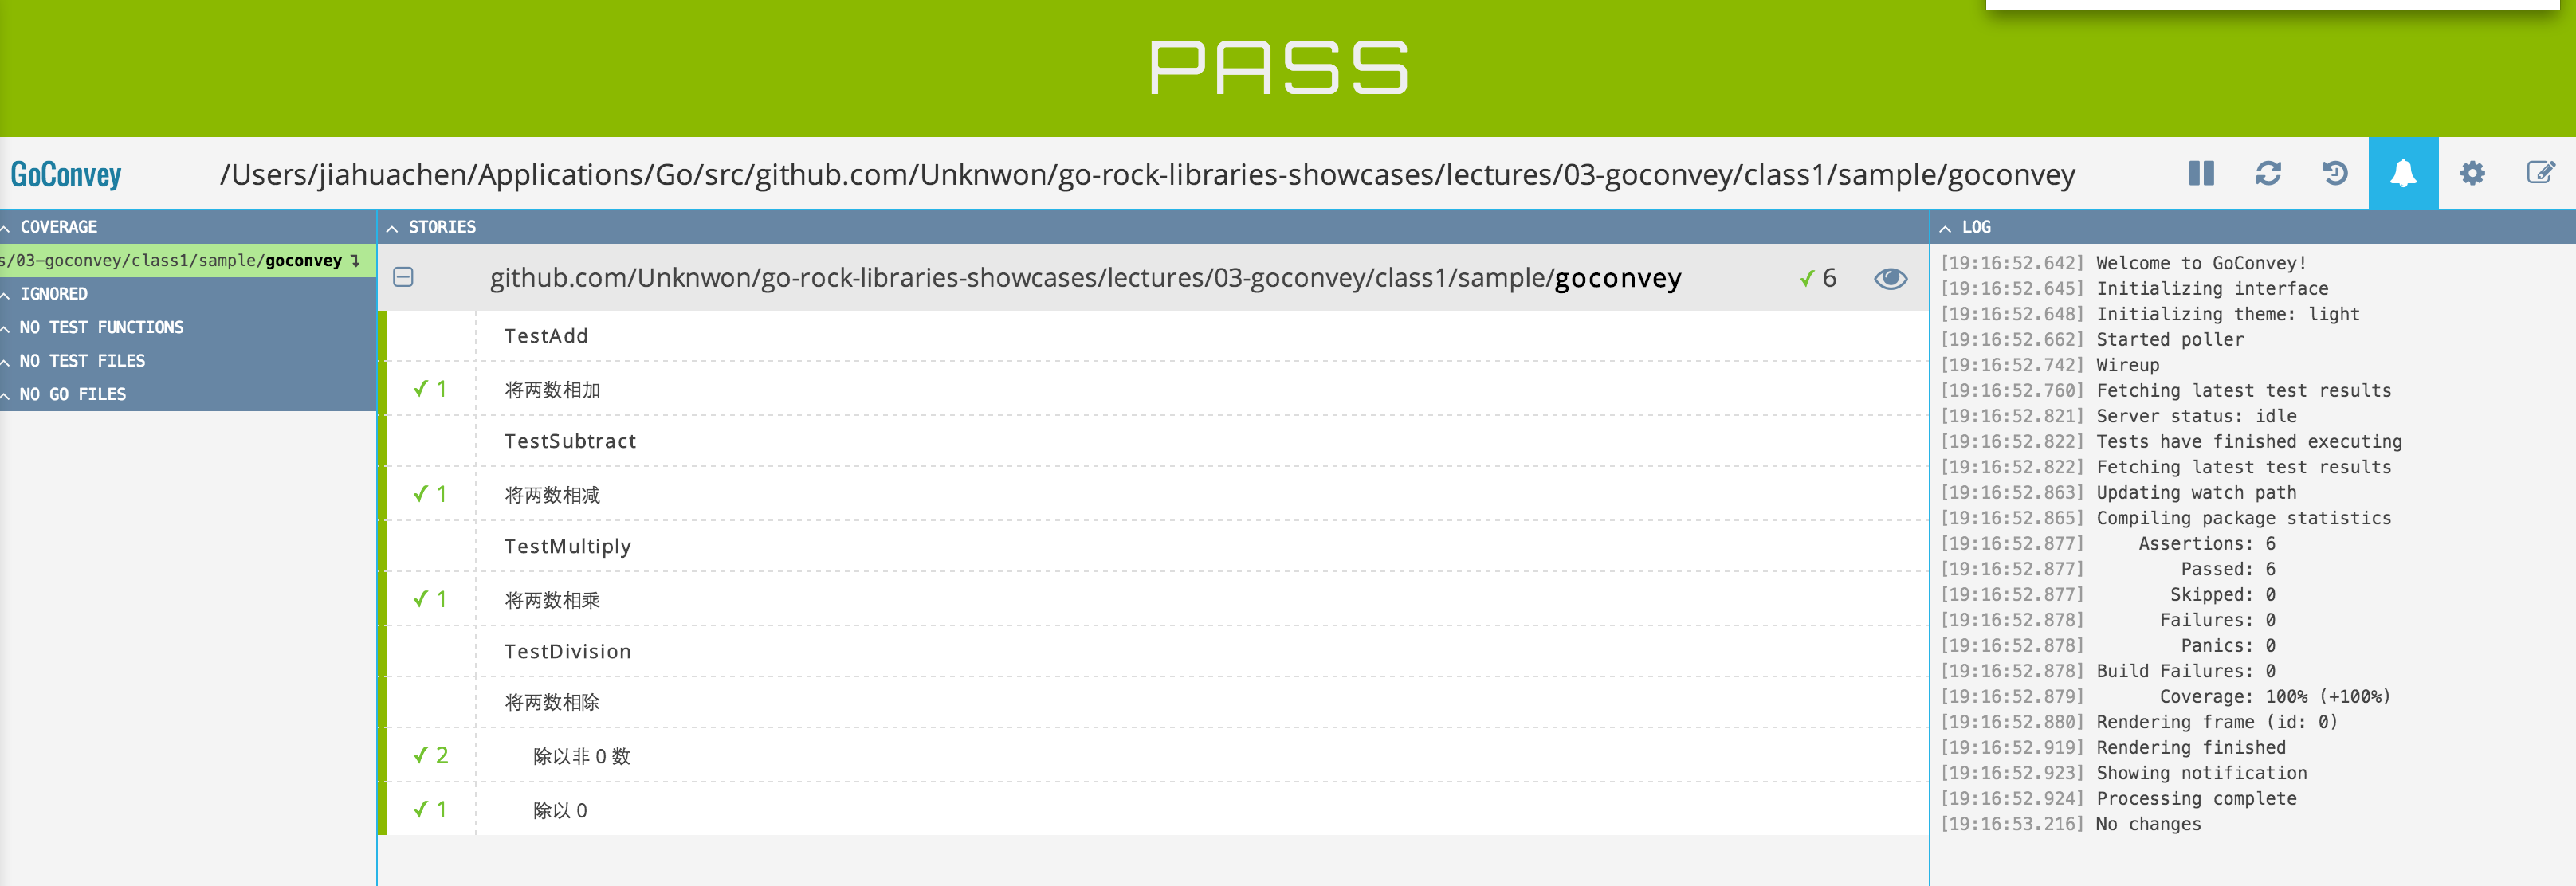 PASS
GoConvey
/Users/jiahuachen/Applications/Go/src/github.com/Unknwon/go-rock-libraries-showcases/lectures/03-goconvey/class1/sample/goconvey
COVERAGE
s/03-goconvey/class1/sample/goconvey
IGNORED
NO TEST FUNCTIONS
NO TEST FILES
NO GO FILES
STORIES
github.com/Unknwon/go-rock-libraries-showcases/lectures/03-goconvey/class1/sample/goconvey ✓ 6
TestAdd
✓ 1 将两数相加
TestSubtract
✓ 1 将两数相减
TestMultiply
✓ 1 将两数相乘
TestDivision
将两数相除
✓ 2 除以非 0 数
✓ 1 除以 0
LOG
[19:16:52.642] Welcome to GoConvey!
[19:16:52.645] Initializing interface
[19:16:52.648] Initializing theme: light
[19:16:52.662] Started poller
[19:16:52.742] Wireup
[19:16:52.760] Fetching latest test results
[19:16:52.821] Server status: idle
[19:16:52.822] Tests have finished executing
[19:16:52.822] Fetching latest test results
[19:16:52.863] Updating watch path
[19:16:52.865] Compiling package statistics
[19:16:52.877] Assertions: 6
[19:16:52.877] Passed: 6
[19:16:52.877] Skipped: 0
[19:16:52.878] Failures: 0
[19:16:52.878] Panics: 0
[19:16:52.878] Build Failures: 0
[19:16:52.879] Coverage: 100% (+100%)
[19:16:52.880] Rendering frame (id: 0)
[19:16:52.919] Rendering finished
[19:16:52.923] Showing notification
[19:16:52.924] Processing complete
[19:16:53.216] No changes